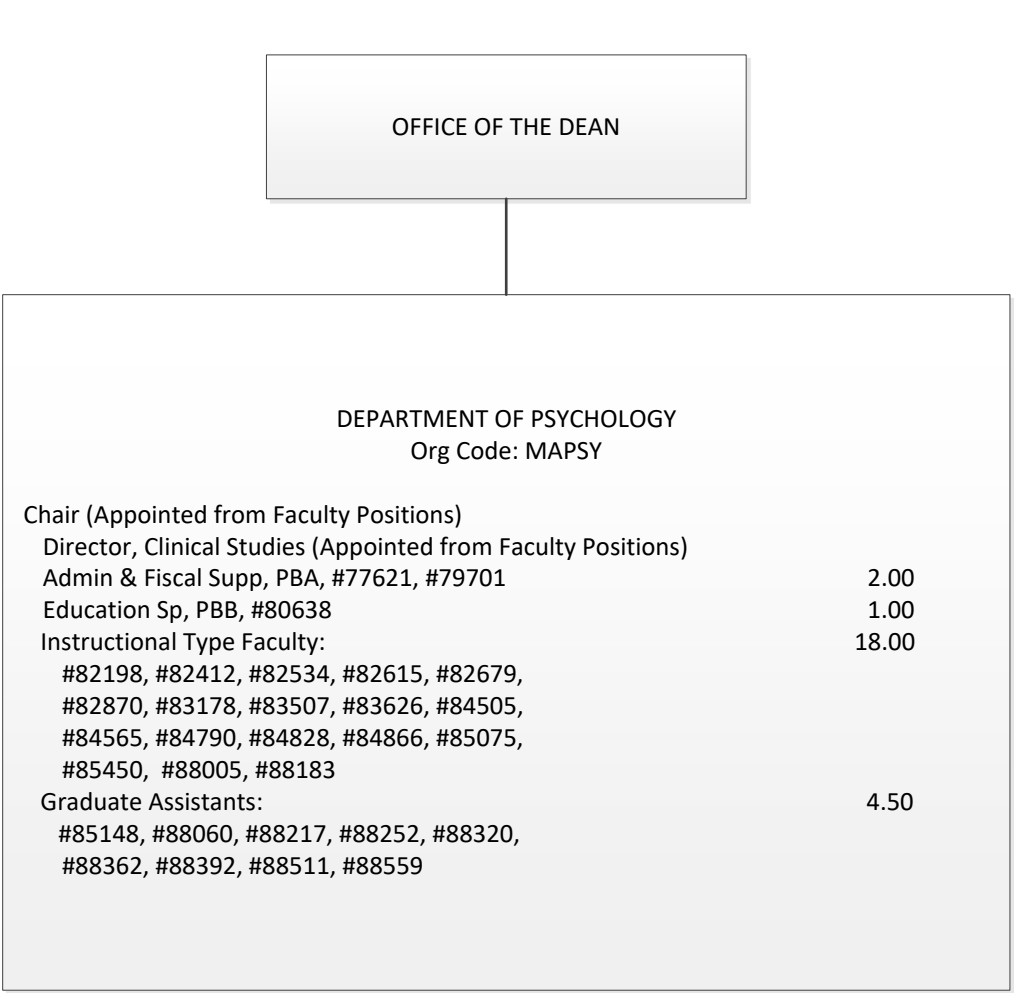 OFFICE OF THE DEAN
DEPARTMENT OF PSYCHOLOGY
Org Code: MAPSY
Chair (Appointed from Faculty Positions)
Director, Clinical Studies (Appointed from Faculty Positions)
Admin & Fiscal Supp, PBA, #77621, #79701 2.00
Education Sp, PBB, #80638 1.00
Instructional Type Faculty: 18.00
#82198, #82412, #82534, #82615, #82679,
#82870, #83178, #83507, #83626, #84505,
#84565, #84790, #84828, #84866, #85075,
#85450,  #88005, #88183
Graduate Assistants: 4.50
#85148, #88060, #88217, #88252, #88320,
#88362, #88392, #88511, #88559